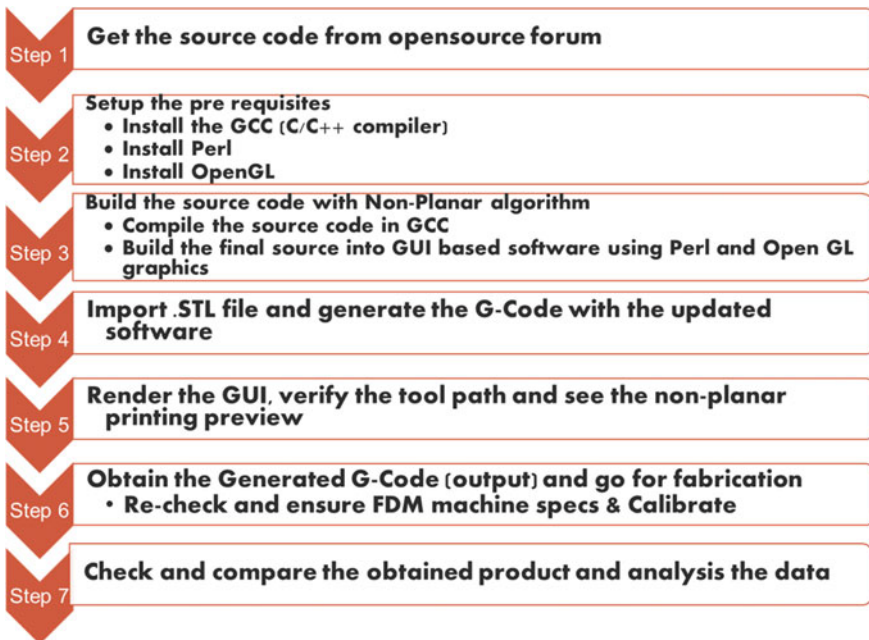 Step 1
Get the source code from opensource forum
Step 2
Setup the pre requisites
• Install the GCC (C/C++ compiler)
• Install Perl
• Install OpenGL
Step 3
Build the source code with Non-Planar algorithm
• Compile the source code in GCC
• Build the final source into GUI based software using Perl and Open GL
graphics
Step 4
Import .STL file and generate the G-Code with the updated
software
Step 5
Render the GUI, verify the tool path and see the non-planar
printing preview
Step 6
Obtain the Generated G-Code (output) and go for fabrication
• Re-check and ensure FDM machine specs & Calibrate
Step 7
Check and compare the obtained product and analysis the data